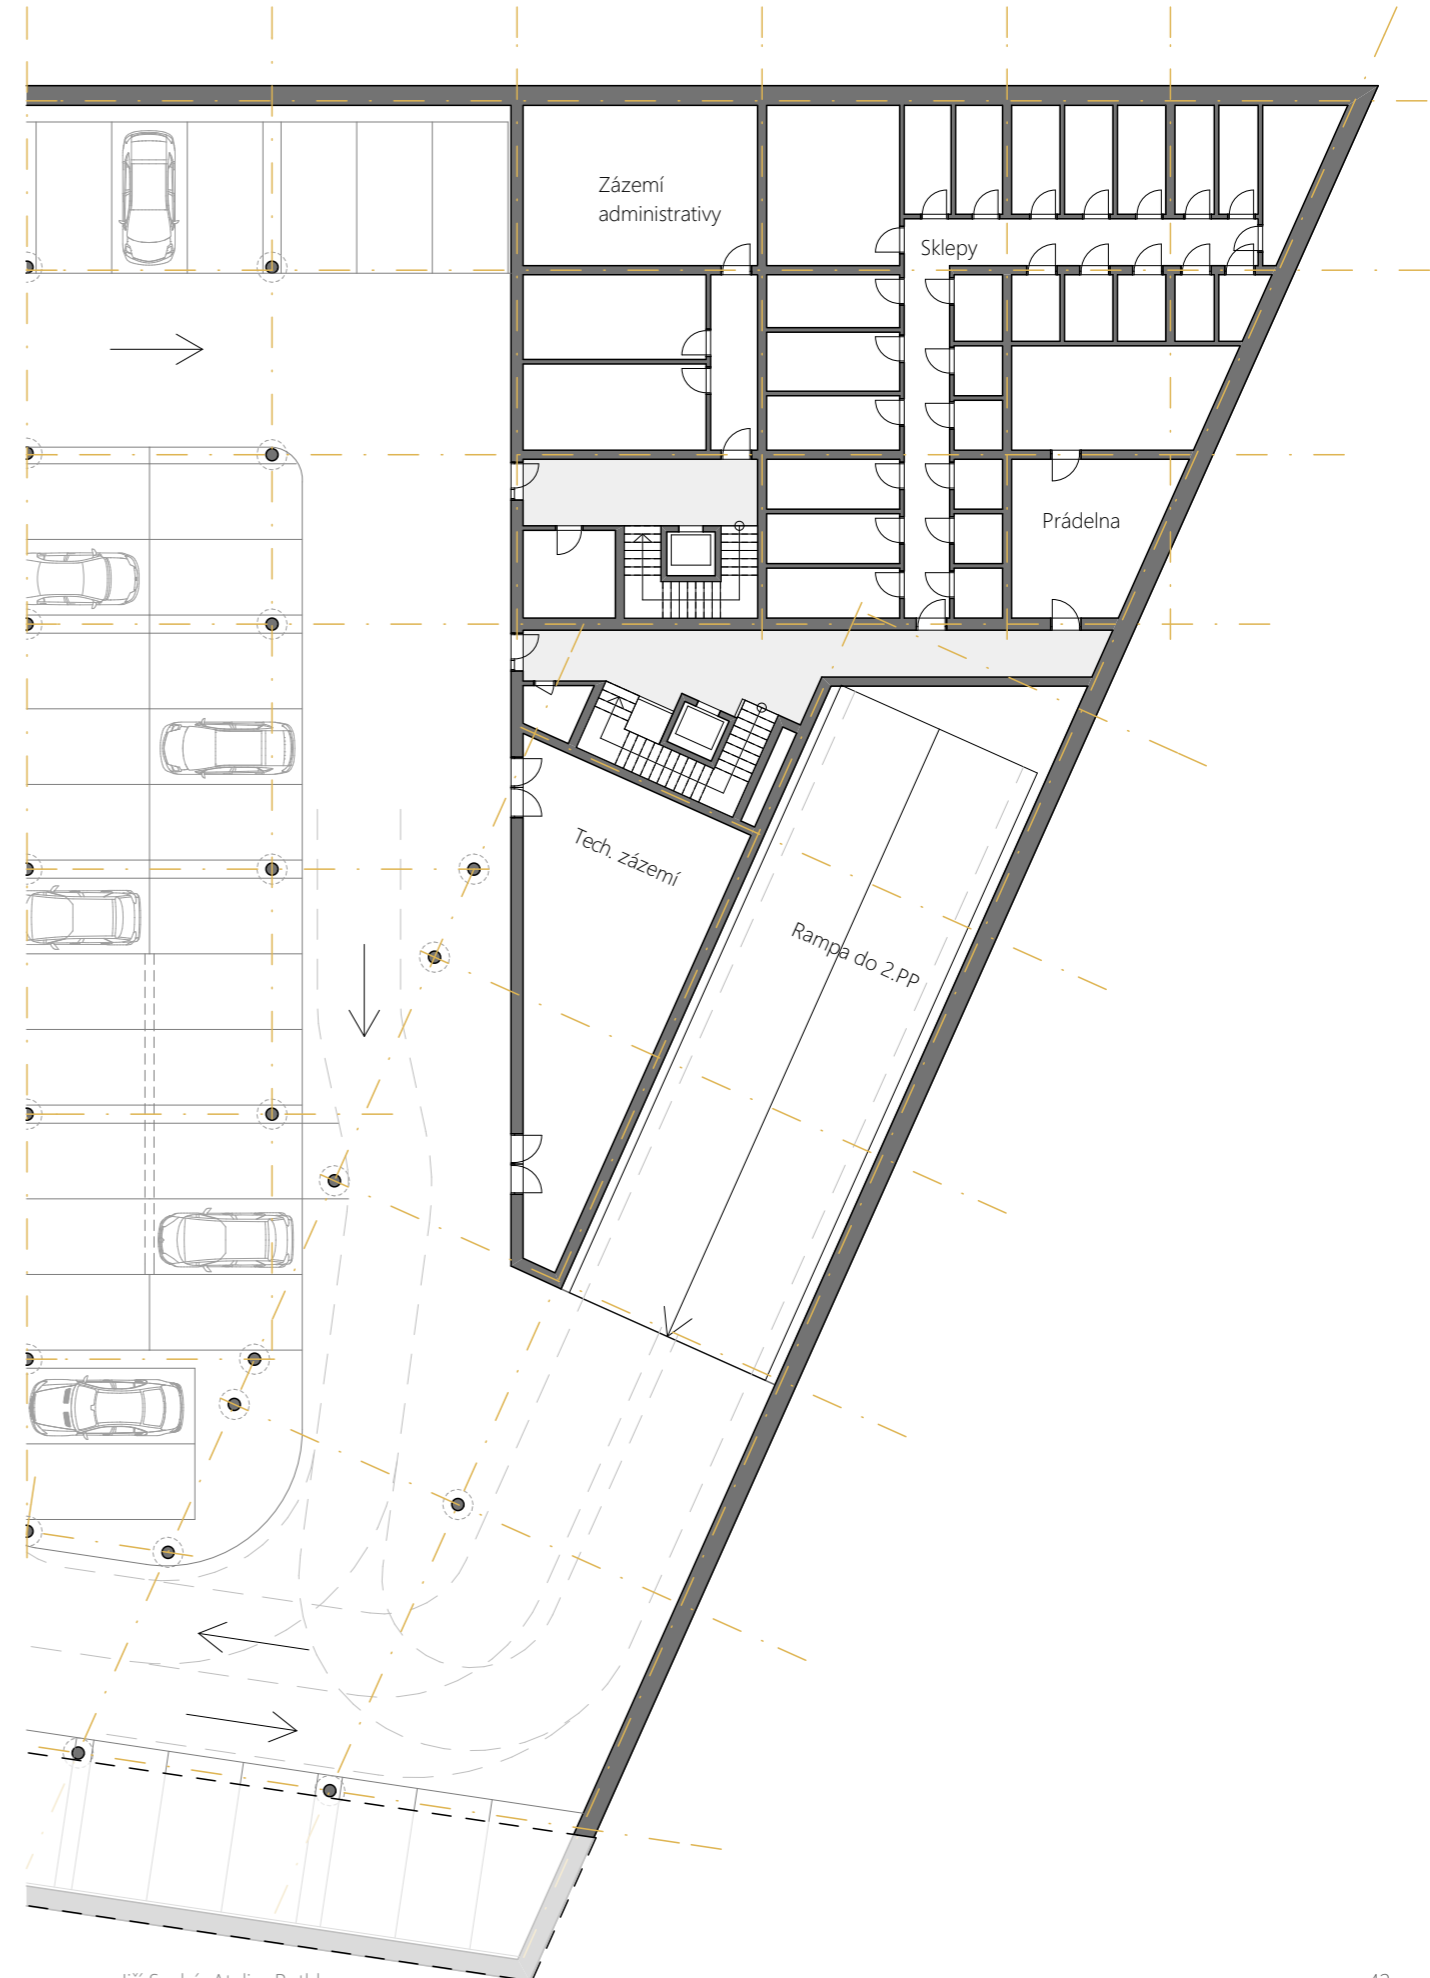 Zázemí
administrativy
Sklepy
Prádelna
Tech. zázemí
Rampa do 2.PP